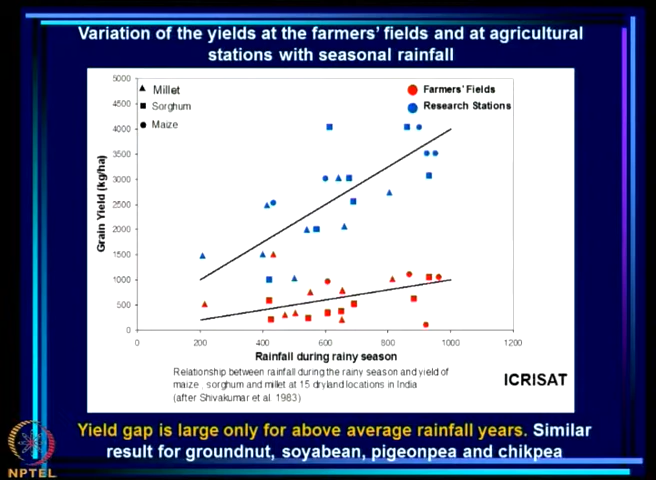 Variation of the yields at the farmers' fields and at agricultural
stations with seasonal rainfall
5000
4500
4000
3500
3000
2500
2000
1500
1000
500
0
Grain Yield (kg/ha)
Millet
Sorghum
Maize
Farmers' Fields
Research Stations
0 200 400 600 800 1000 1200
Rainfall during rainy season
Relationship between rainfall during the rainy season and yield of
maize , sorghum and millet at 15 dryland locations in India
(after Shivakumar et al. 1983)
ICRISAT
Yield gap is large only for above average rainfall years. Similar
result for groundnut, soyabean, pigeonpea and chikpea
NPTEL